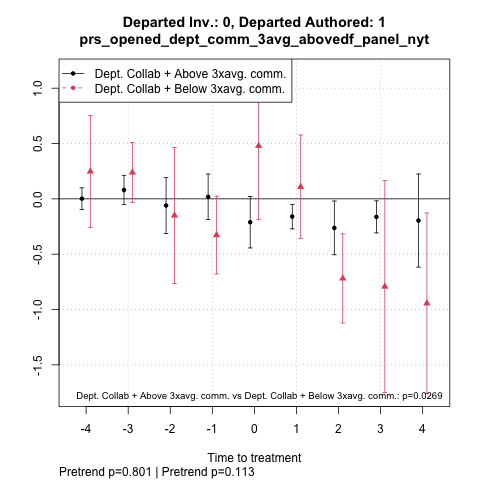 Departed Inv.: 0, Departed Authored: 1
prs_opened_dept_comm_3avg_abovedf_panel_nyt
Dept. Collab + Above 3xavg. comm.
Dept. Collab + Below 3xavg. comm.
1.0
0.5
0.0
-0.5
-1.0
-1.5
Dept. Collab + Above 3xavg. comm. vs Dept. Collab + Below 3xavg. comm.: p=0.0269
-4 -3 -2 -1 0 1 2 3 4
Time to treatment
Pretrend p=0.801 | Pretrend p=0.113